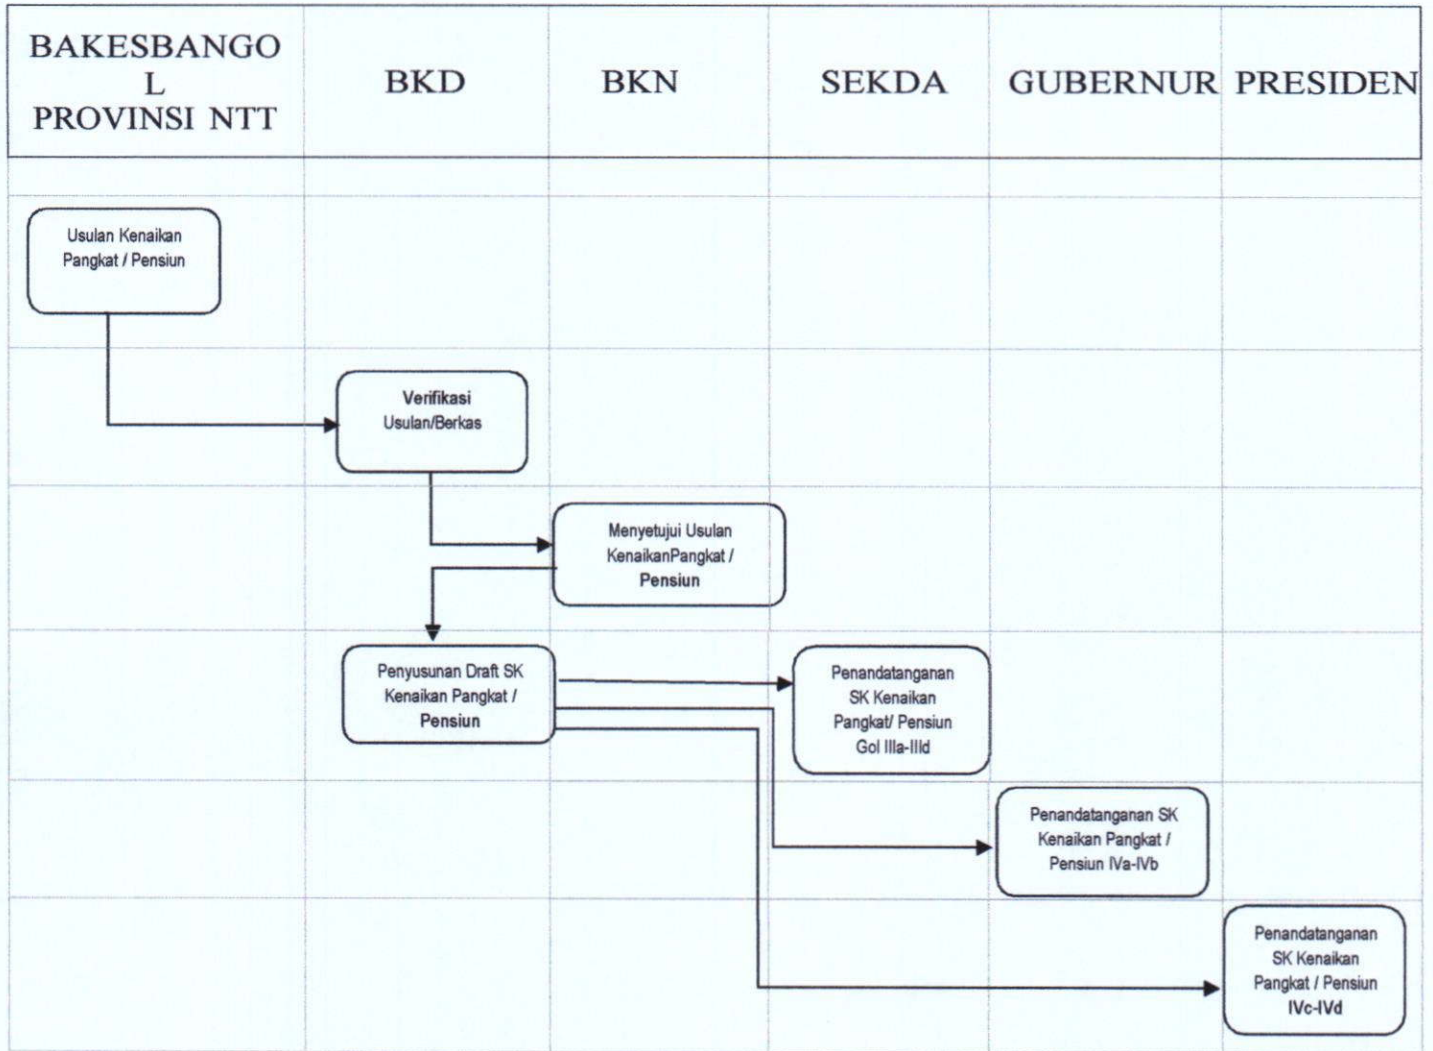 BAKESBANGO
L
PROVINSI NTT
BKD
BKN
SEKDA
GUBERNUR
PRESIDEN
Usulan Kenaikan
Pangkat / Pensiun
Verifikasi
Usulan/Berkas
Menyetujui Usulan
KenaikanPangkat /
Pensiun
Penyusunan Draft SK
Kenaikan Pangkat /
Pensiun
Penandatanganan
SK Kenaikan
Pangkat/ Pensiun
Gol IIIa-IIId
Penandatanganan SK
Kenaikan Pangkat /
Pensiun IVa-IVb
Penandatanganan
SK Kenaikan
Pangkat / Pensiun
IVc-IVd